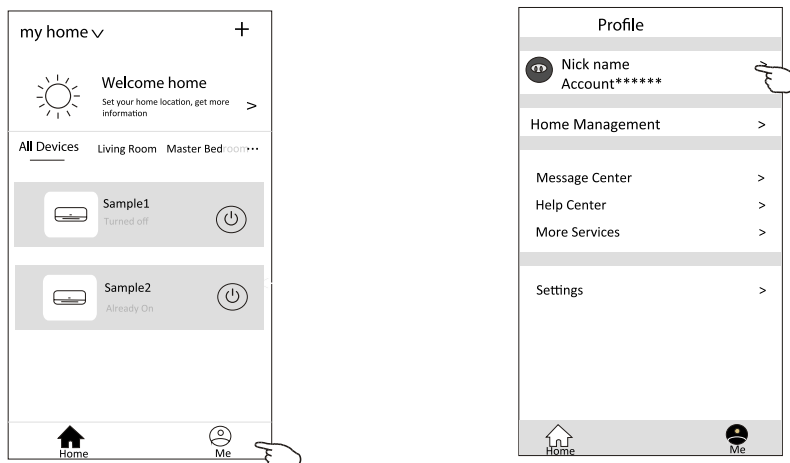 my home
Welcome home
Set your home location, get more
information
>
All Devices Living Room Master Bedroom ...
Sample1
Turned off
Sample2
Already On
Home Me
Profile
Nick name
Account******
Home Management >
Message Center >
Help Center >
More Services >
Settings >
Home Me